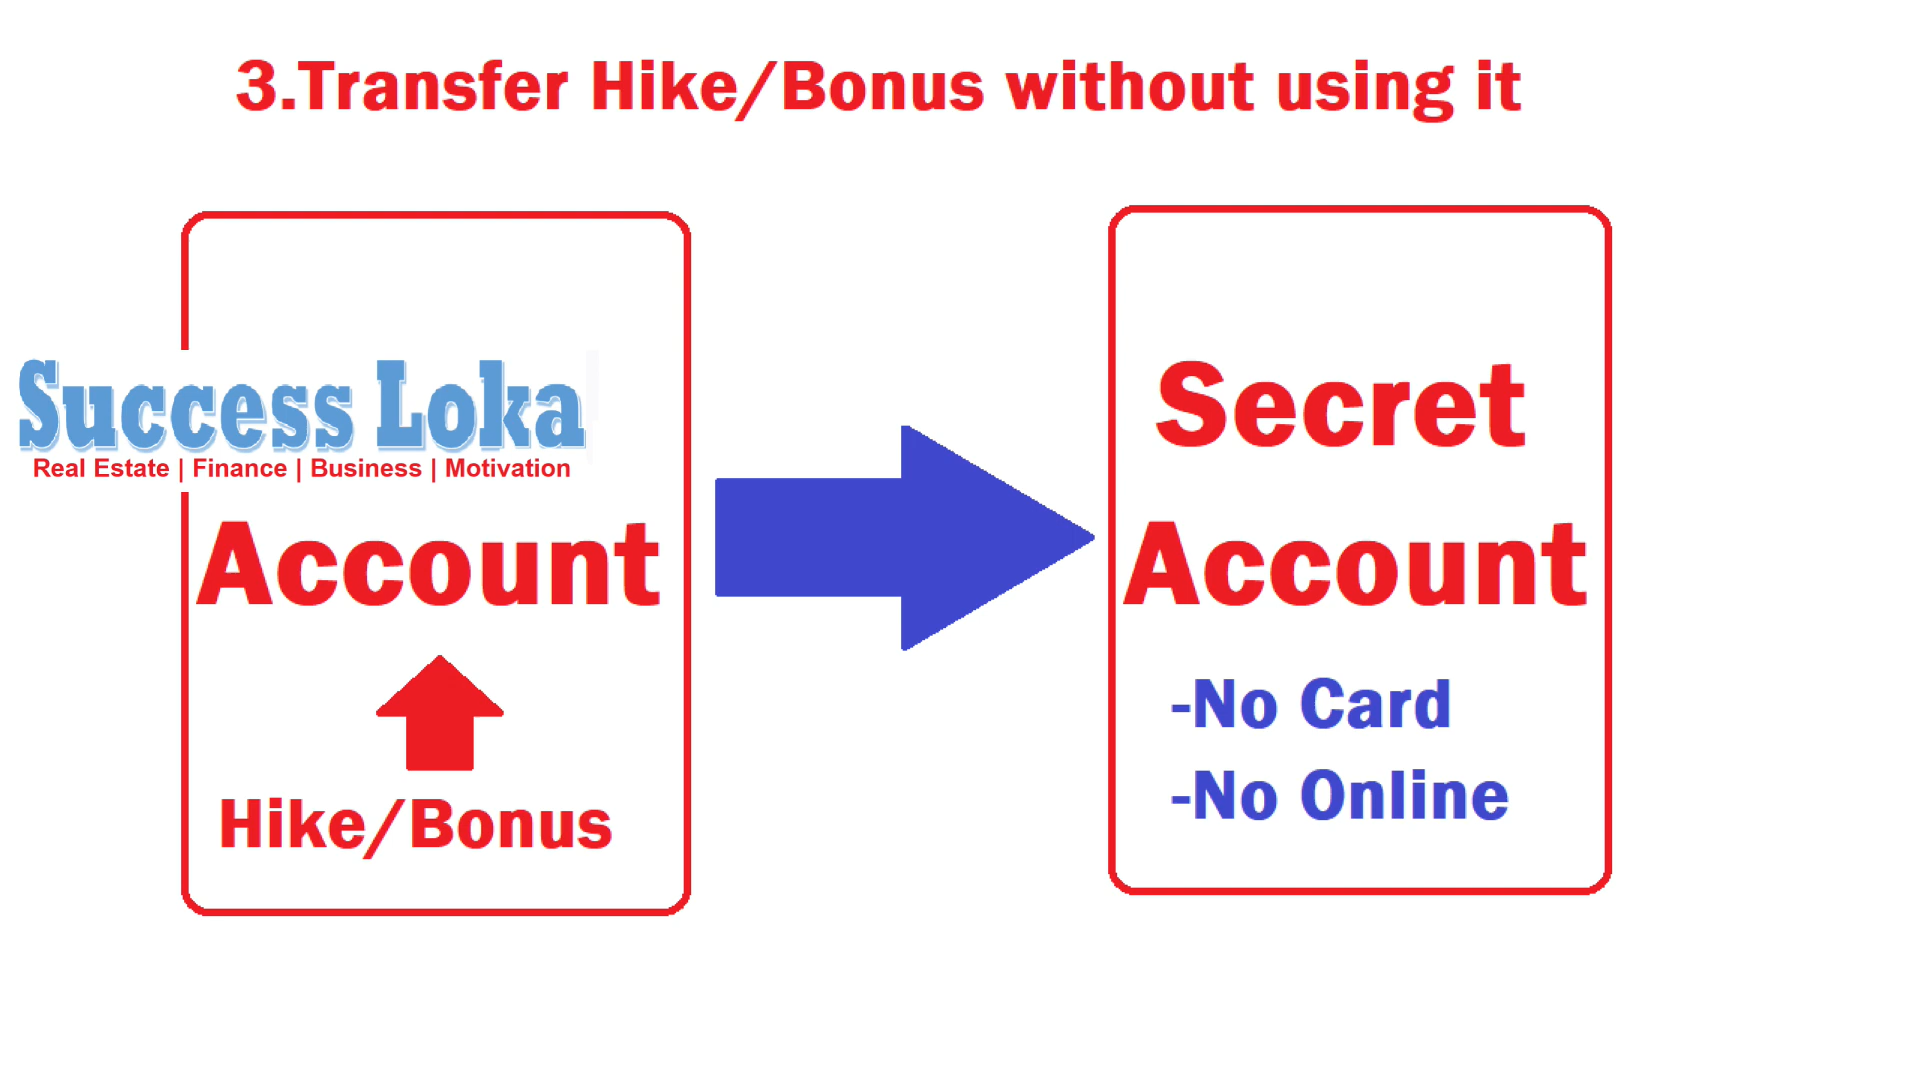 3.Transfer Hike/Bonus without using it
Success Loka
Real Estate | Finance | Business | Motivation
Account
Hike/Bonus
Secret
Account
-No Card
-No Online